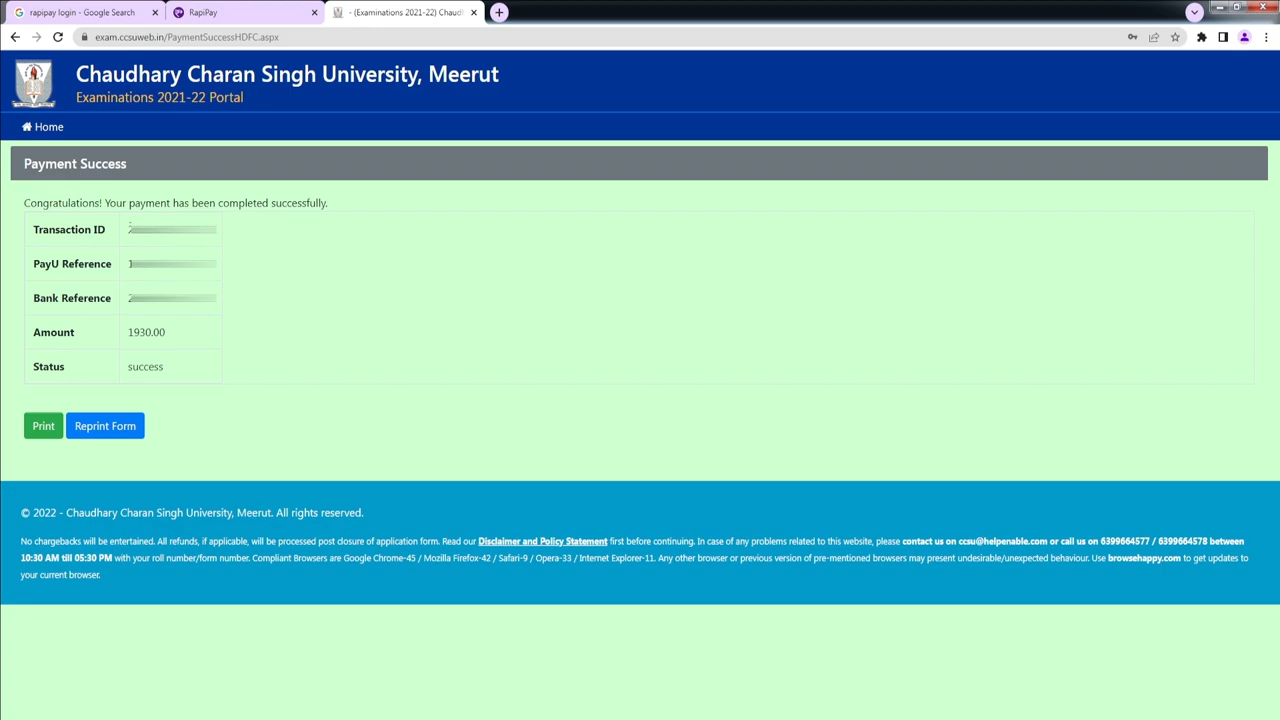 rapipay login - Google Search
RapiPay
- (Examinations 2021-22) Chaud
exam.ccsuweb.in/PaymentSuccessHDFC.aspx
Chaudhary Charan Singh University, Meerut
Examinations 2021-22 Portal
Home
Payment Success
Congratulations! Your payment has been completed successfully.
Transaction ID
PayU Reference
Bank Reference
Amount 1930.00
Status success
Print Reprint Form
© 2022 - Chaudhary Charan Singh University, Meerut. All rights reserved.
No chargebacks will be entertained. All refunds, if applicable, will be processed post closure of application form. Read our Disclaimer and Policy Statement first before continuing. In case of any problems related to this website, please contact us on ccsu@helpenable.com or call us on 6399664577 / 6399664578 between
10:30 AM till 05:30 PM with your roll number/form number. Compliant Browsers are Google Chrome-45 / Mozilla Firefox-42 / Safari-9 / Opera-33 / Internet Explorer-11. Any other browser or previous version of pre-mentioned browsers may present undesirable/unexpected behaviour. Use browsehappy.com to get updates to
your current browser.